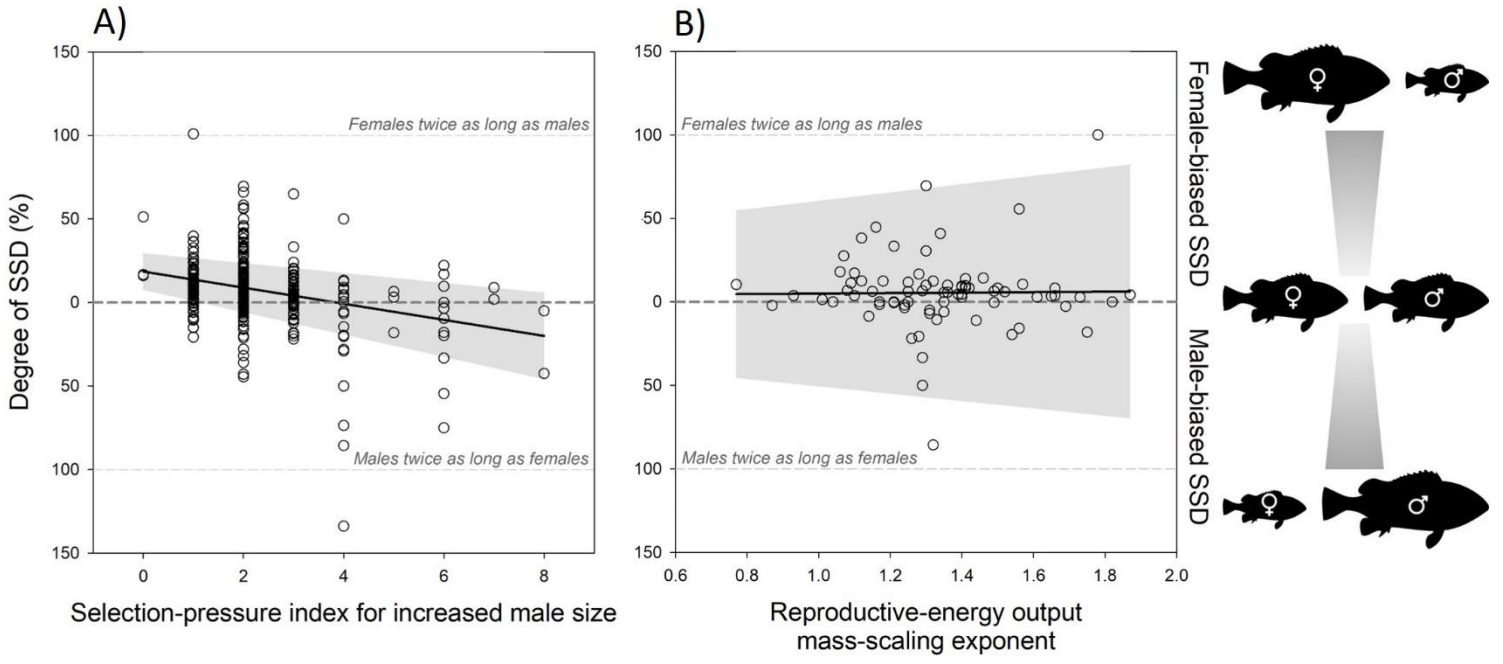 A)
B)
150
100
50
0
50
100
150
Degree of SSD (%)
Females twice as long as males
Males twice as long as females
0
2
4
6
8
Selection-pressure index for increased male size
150
100
50
0
50
100
150
Females twice as long as males
Males twice as long as females
0.6
0.8
1.0
1.2
1.4
1.6
1.8
2.0
Reproductive-energy output
mass-scaling exponent
Female-biased SSD
Male-biased SSD
♀
♂
♀
♂
♀
♂